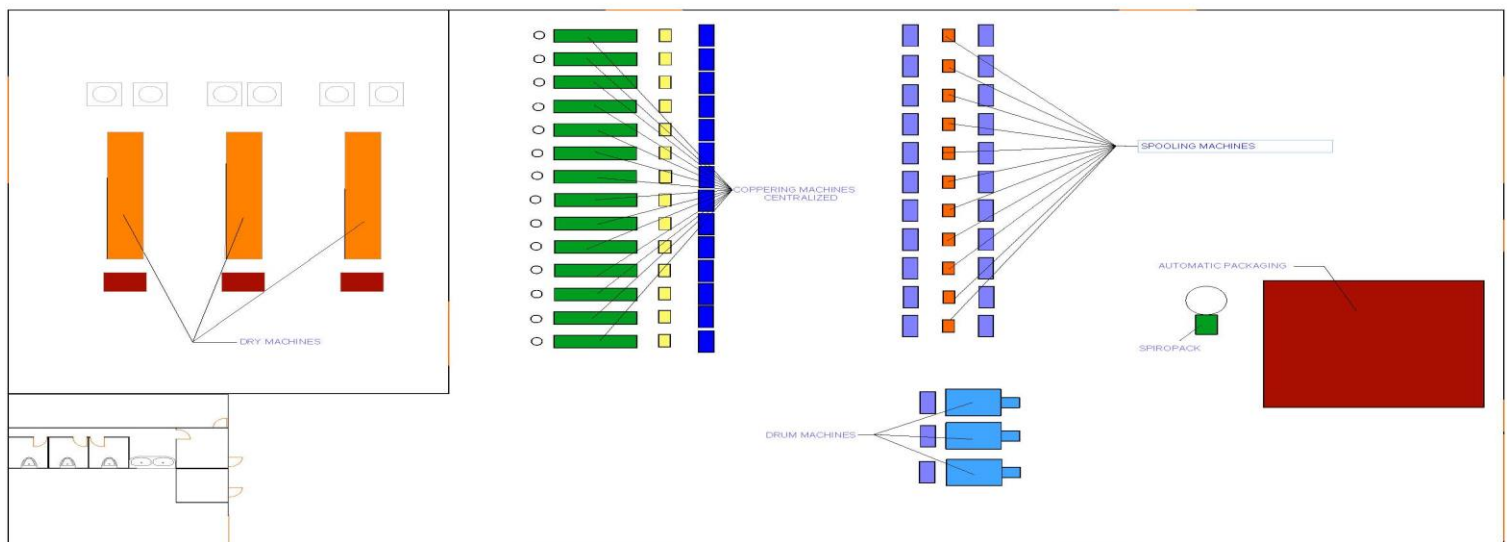 SPOOLING MACHINES
COPPERING MACHINES
CENTRALIZED
AUTOMATIC PACKAGING
DRY MACHINES
SPIROPACK
DRUM MACHINES